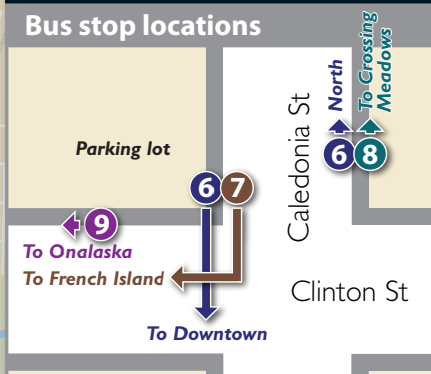 Bus stop locations
North
To Crossing
Meadows
Caledonia St
Parking lot
6 8
6 7
9
To Onalaska
To French Island
Clinton St
To Downtown